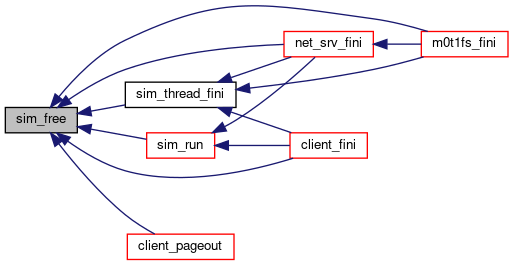 net_srv_fini
m0t1fs_fini
sim_thread_fini
sim_free
sim_run
client_fini
client_pageout